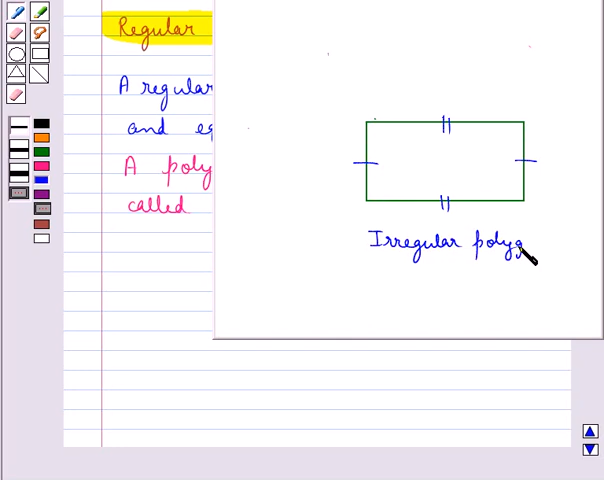 Regular
A regular
and eq
A poly
called
Irregular polyg